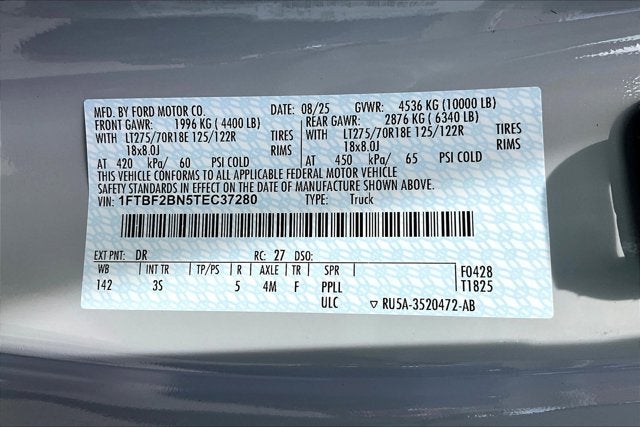 MFG. BY FORD MOTOR CO. DATE: 08/25 GVWR: 4536 KG (10000 LB)
FRONT GAWR: 1996 KG ( 4400 LB) REAR GAWR: 2876 KG ( 6340 LB)
WITH LT275/70R18E 125/122R TIRES WITH LT275/70R18E 125/122R TIRES
18x8.0J RIMS 18x8.0J RIMS
AT 420 kPa/ 60 PSI COLD AT 450 kPa/ 65 PSI COLD
THIS VEHICLE CONFORMS TO ALL APPLICABLE FEDERAL MOTOR VEHICLE
SAFETY STANDARDS IN EFFECT ON THE DATE OF MANUFACTURE SHOWN ABOVE.
VIN: 1FTBF2BN5TEC37280 TYPE: Truck
EXT PNT: DR RC: 27 DSO:
WB INT TR TP/PS R AXLE TR SPR F0428
142 3S 5 4M F PPLL T1825
ULC ▽ RU5A-3520472-AB